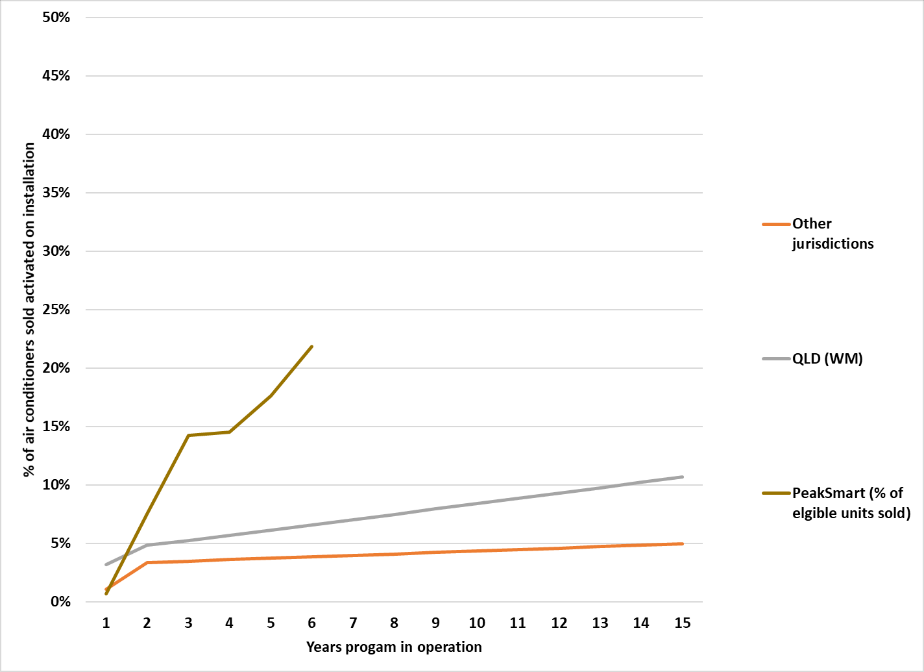 50%
45%
40%
35%
30%
25%
20%
15%
10%
5%
0%
% of air conditioners sold activated on installation
1 2 3 4 5 6 7 8 9 10 11 12 13 14 15
Years progam in operation
Other
jurisdictions
QLD (WM)
PeakSmart (% of
elgible units sold)